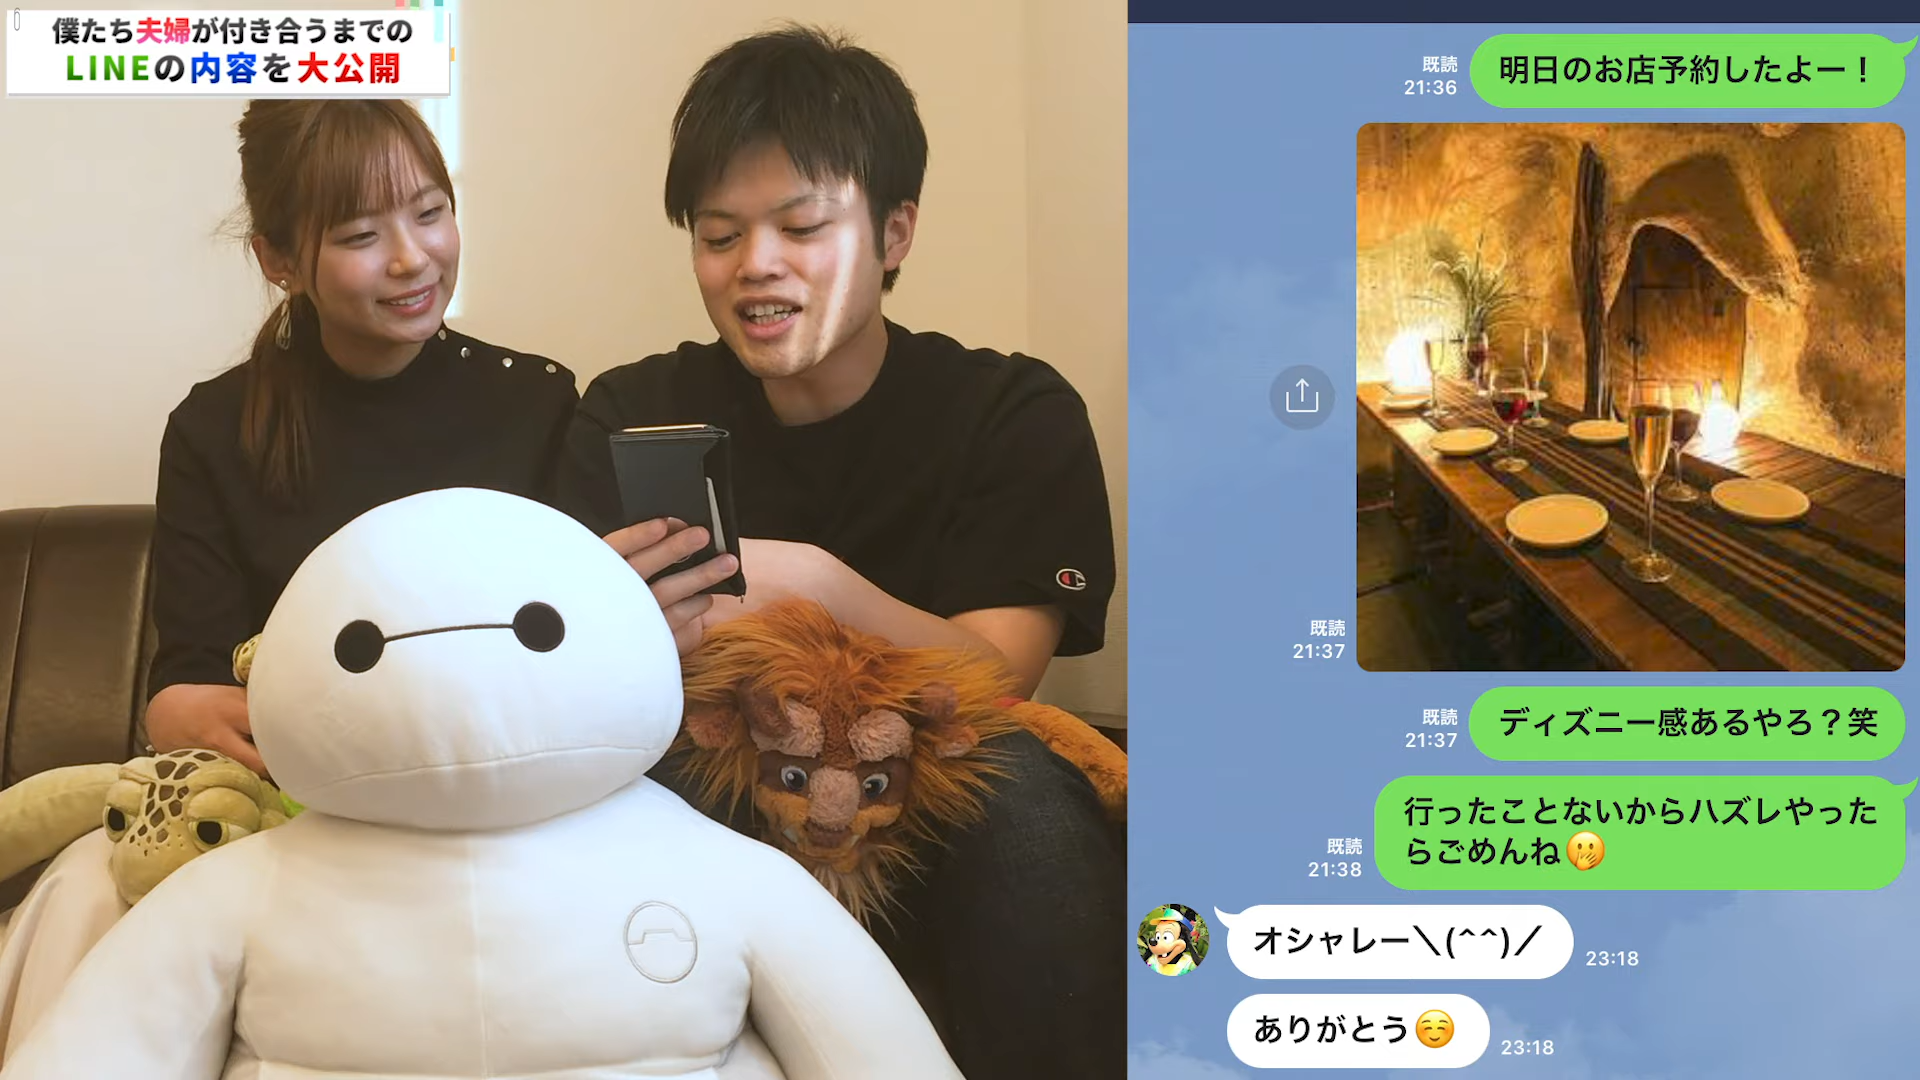 僕たち夫婦が付き合うまでの
LINEの内容を大公開
既読
21:36
明日のお店予約したよー！
既読
21:37
既読
21:37
ディズニー感あるやろ？笑
既読
21:38
行ったことないからハズレやった
らごめんね🤭
オシャレー＼(^^)／
23:18
ありがとう☺️
23:18